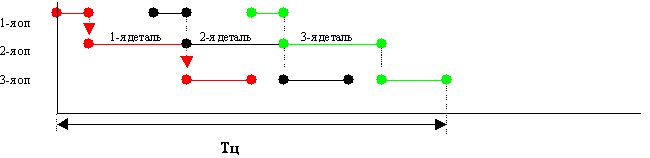 1-я оп
1-я деталь 2-я деталь 3-я деталь
2-я оп
3-я оп
Тц